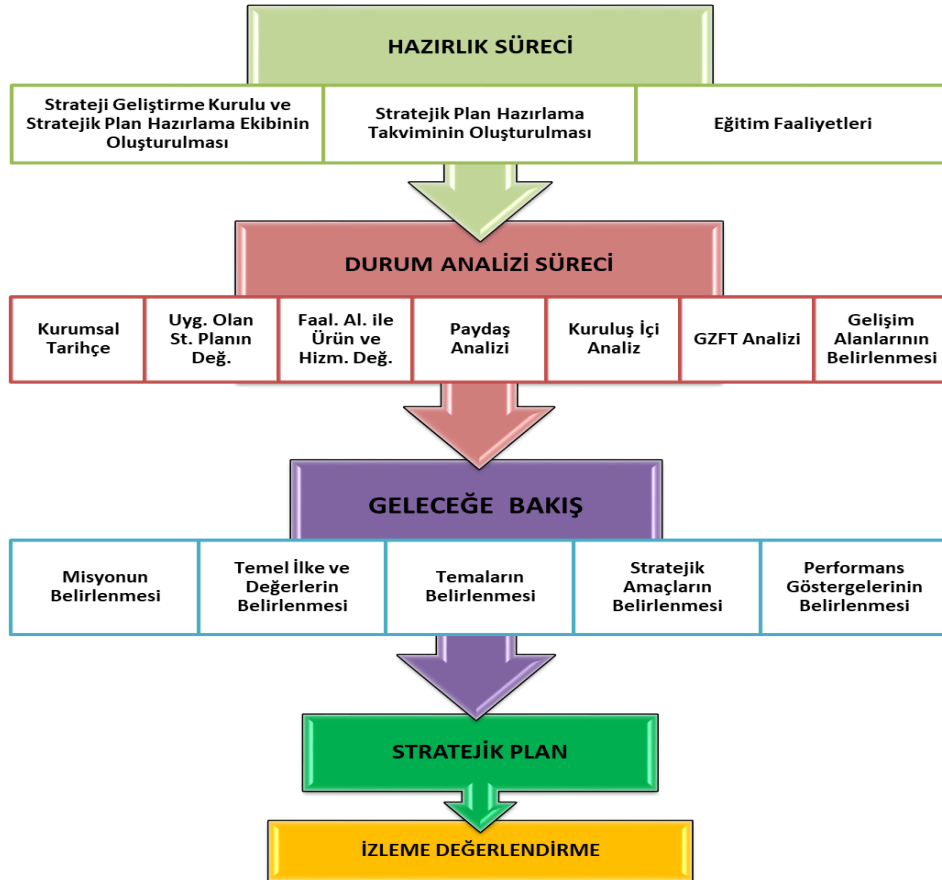 HAZIRLIK SÜRECİ
Strateji Geliştirme Kurulu ve
Stratejik Plan Hazırlama Ekibinin
Oluşturulması
Stratejik Plan Hazırlama
Takviminin Oluşturulması
Eğitim Faaliyetleri
DURUM ANALİZİ SÜRECİ
Kurumsal
Tarihçe
Uyg. Olan
St. Planın
Değ.
Faal. Al. ile
Ürün ve
Hizm. Değ.
Paydaş
Analizi
Kuruluş İçi
Analiz
GZFT Analizi
Gelişim
Alanlarının
Belirlenmesi
GELECEĞE BAKIŞ
Misyonun
Belirlenmesi
Temel İlke ve
Değerlerin
Belirlenmesi
Temaların
Belirlenmesi
Stratejik
Amaçların
Belirlenmesi
Performans
Göstergelerinin
Belirlenmesi
STRATEJİK PLAN
İZLEME DEĞERLENDİRME